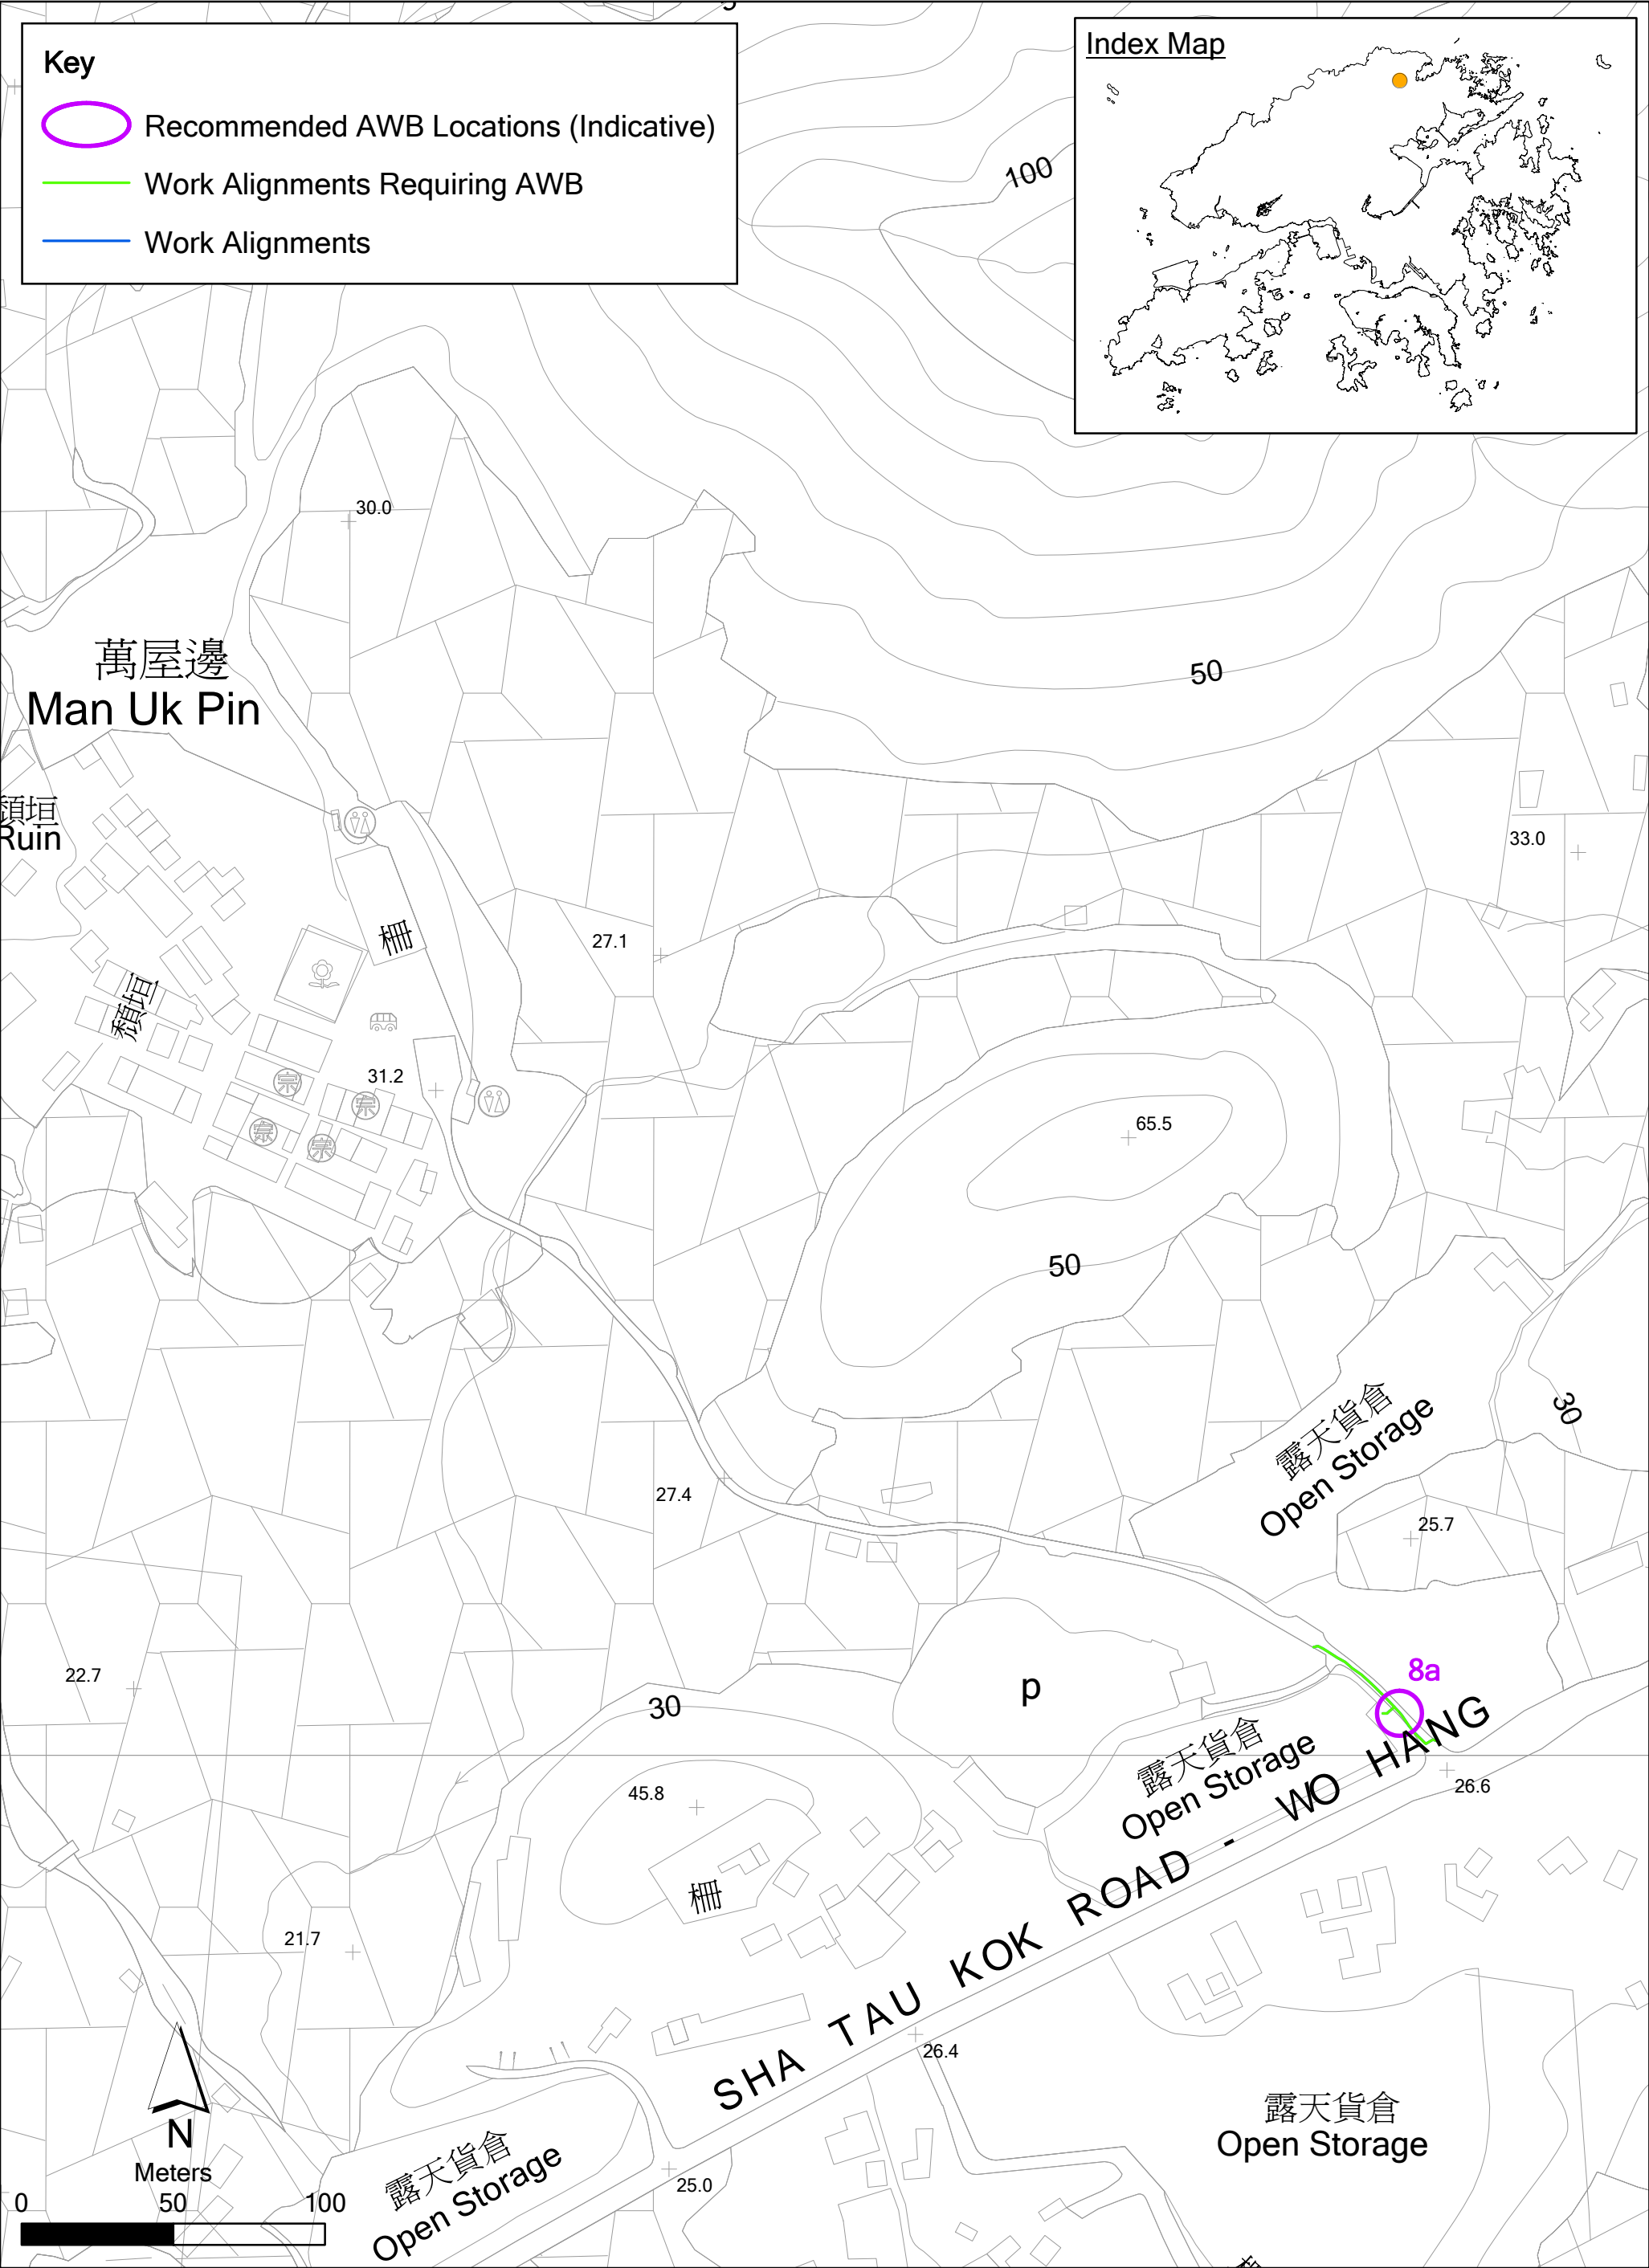 Key
Recommended AWB Locations (Indicative)
Work Alignments Requiring AWB
Work Alignments
Index Map
100
30.0
50
萬屋邊
Man Uk Pin
頹垣
Ruin
33.0
柵
27.1
頹垣
31.2
宗
宗
宗
宗
65.5
50
露天貨倉
Open Storage
30
27.4
25.7
22.7
30
p
8a
露天貨倉
Open Storage
45.8
26.6
柵
21.7
SHA TAU KOK ROAD - WO HANG
26.4
露天貨倉
Open Storage
25.0
露天貨倉
Open Storage
N
Meters
0 50 100